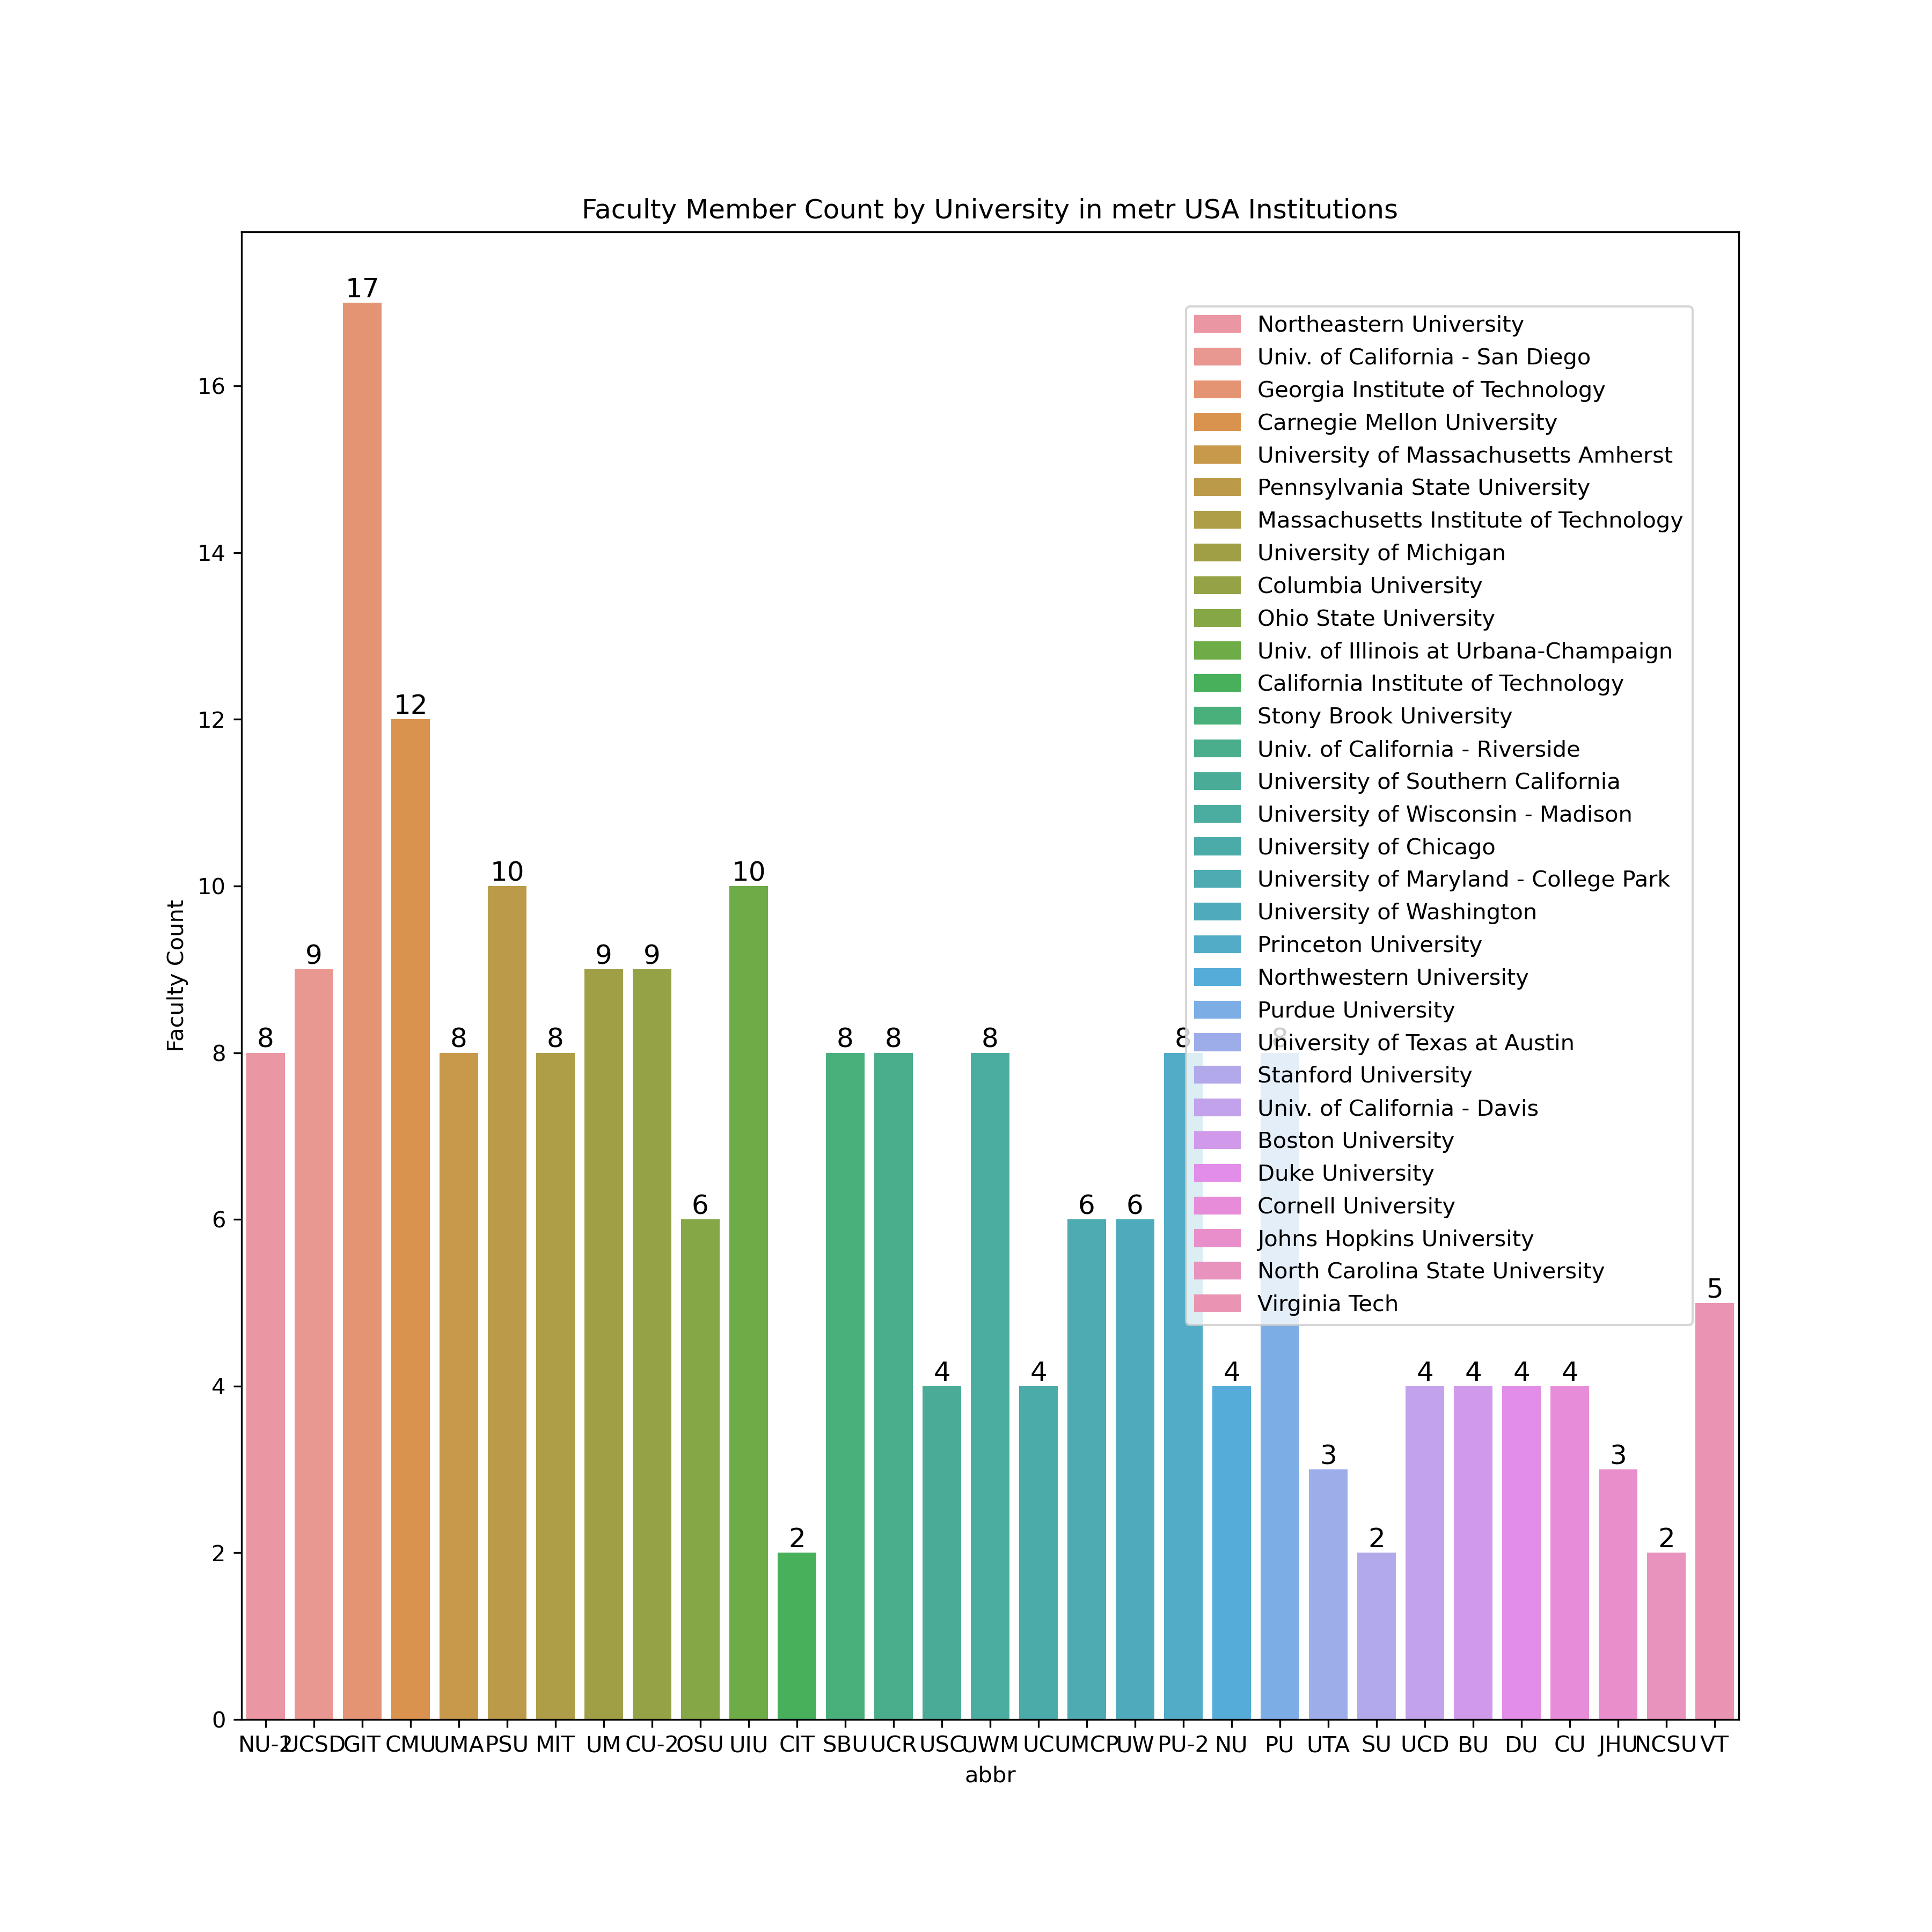 Faculty Member Count by University in metr USA Institutions
Faculty Count
16
14
12
10
8
6
4
2
0
8
9
17
12
8
10
8
9
9
6
10
2
8
8
4
8
4
6
6
8
4
8
3
2
4
4
4
4
3
2
5
Northeastern University
Univ. of California - San Diego
Georgia Institute of Technology
Carnegie Mellon University
University of Massachusetts Amherst
Pennsylvania State University
Massachusetts Institute of Technology
University of Michigan
Columbia University
Ohio State University
Univ. of Illinois at Urbana-Champaign
California Institute of Technology
Stony Brook University
Univ. of California - Riverside
University of Southern California
University of Wisconsin - Madison
University of Chicago
University of Maryland - College Park
University of Washington
Princeton University
Northwestern University
Purdue University
University of Texas at Austin
Stanford University
Univ. of California - Davis
Boston University
Duke University
Cornell University
Johns Hopkins University
North Carolina State University
Virginia Tech
NU-2 UCSD GIT CMU UMA PSU MIT UM CU-2 OSU UIU CIT SBU UCR USC UWM UC UMCP UW PU-2 NU PU UTA SU UCD BU DU CU JHU NCSU VT
abbr